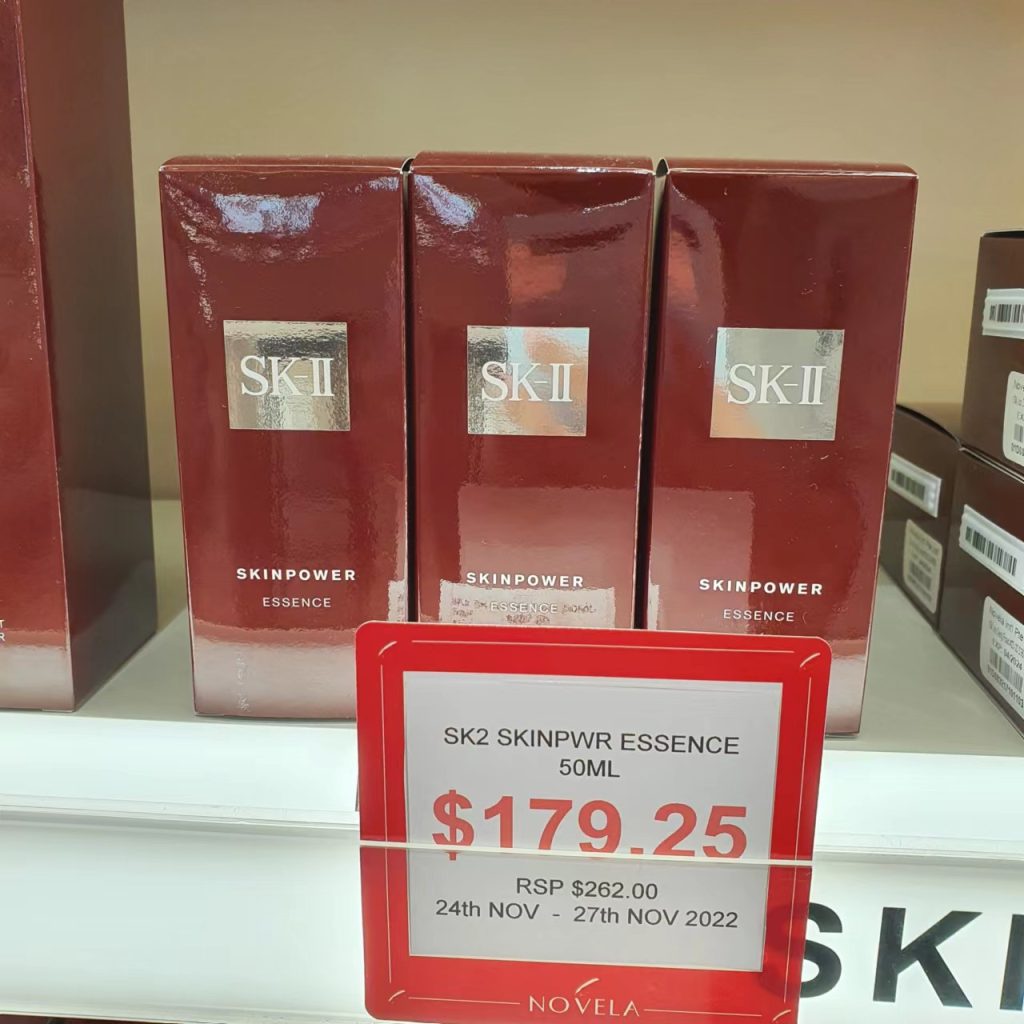 SK-II
SKINPOWER
ESSENCE
SK-II
SKINPOWER
ESSENCE
SK-II
SKINPOWER
ESSENCE
SK2 SKINPWR ESSENCE
50ML
$179.25
RSP $262.00
24th NOV - 27th NOV 2022
NOVELA
SK